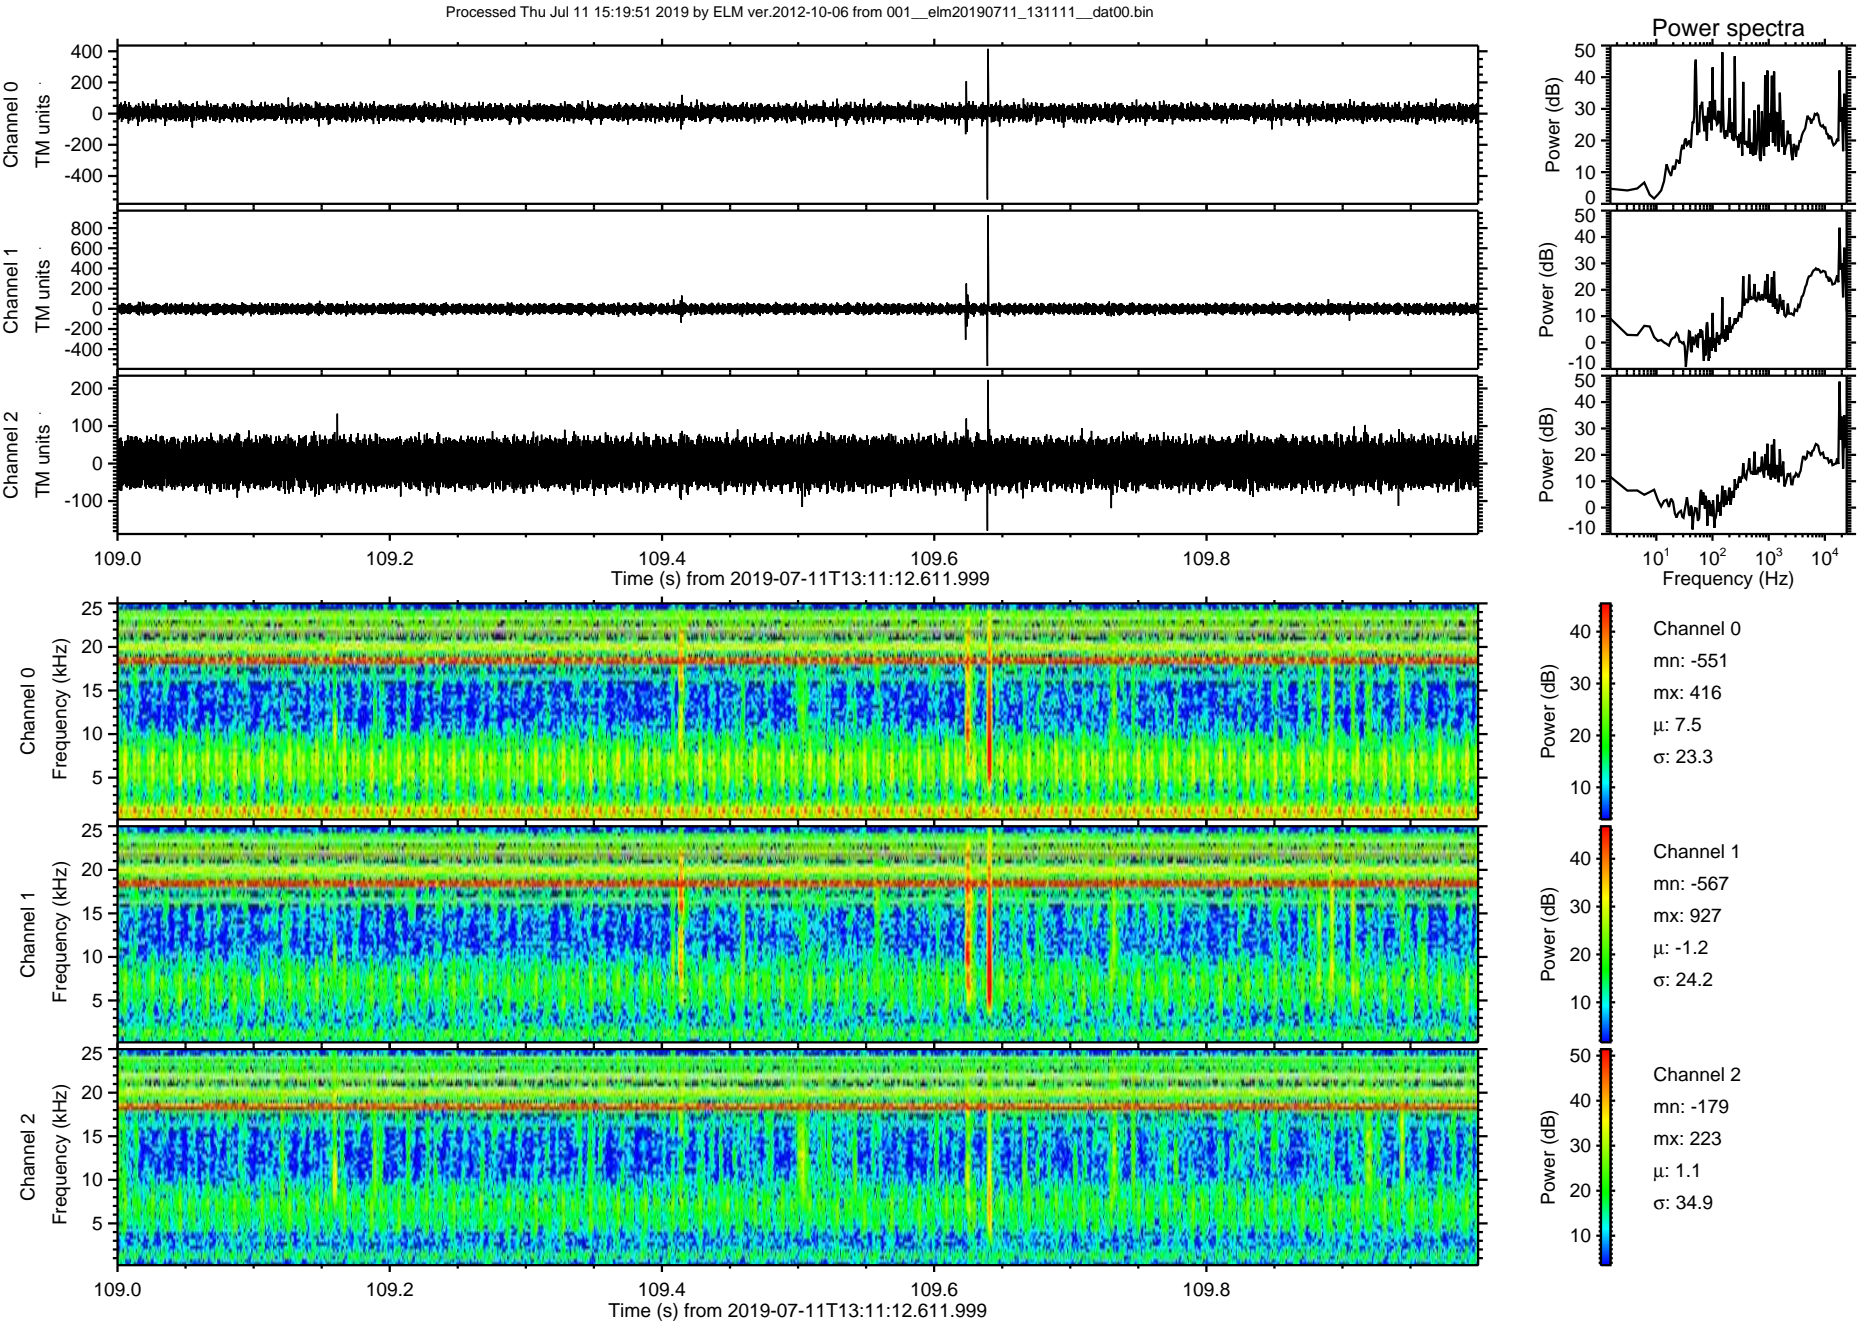 Processed Thu Jul 11 15:19:51 2019 by ELM ver.2012-10-06 from 001__elm20190711_131111__dat00.bin
Power spectra
Channel 0
TM units
400
200
0
-200
-400
Power (dB)
50
40
30
20
10
0
Channel 1
TM units
800
600
400
200
0
-200
-400
Power (dB)
50
40
30
20
10
0
-10
Channel 2
TM units
200
100
0
-100
Power (dB)
50
40
30
20
10
0
-10
109.0 109.2 109.4 109.6 109.8
Time (s) from 2019-07-11T13:11:12.611.999
10¹ 10² 10³ 10⁴
Frequency (Hz)
Channel 0
Frequency (kHz)
25
20
15
10
5
Power (dB)
40
30
20
10
Channel 0
mn: -551
mx: 416
µ: 7.5
σ: 23.3
Channel 1
Frequency (kHz)
25
20
15
10
5
Power (dB)
40
30
20
10
Channel 1
mn: -567
mx: 927
µ: -1.2
σ: 24.2
Channel 2
Frequency (kHz)
25
20
15
10
5
Power (dB)
50
40
30
20
10
Channel 2
mn: -179
mx: 223
µ: 1.1
σ: 34.9
109.0 109.2 109.4 109.6 109.8
Time (s) from 2019-07-11T13:11:12.611.999